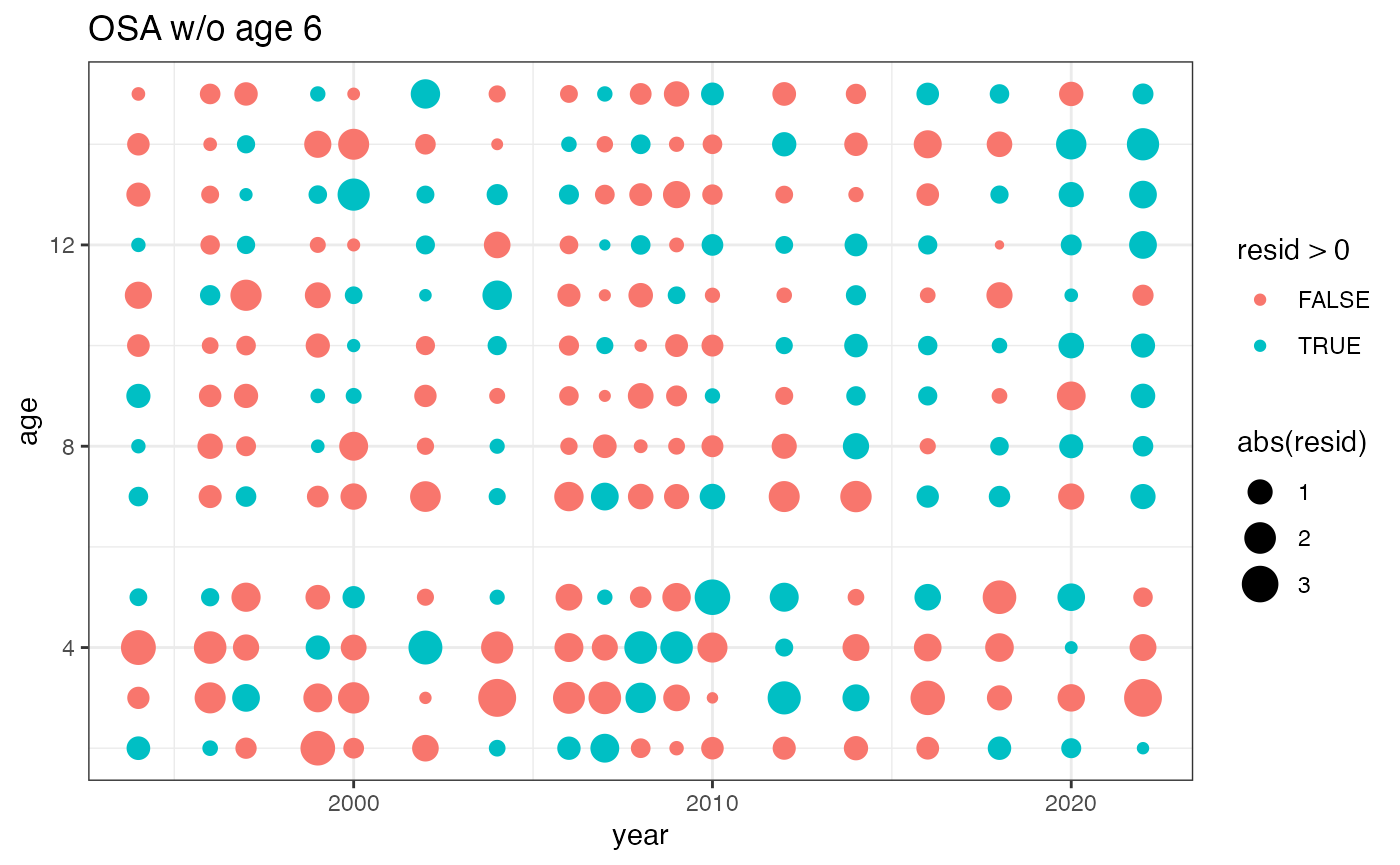 OSA w/o age 6
12
8
4
age
2000 2010 2020
year
resid > 0
FALSE
TRUE
abs(resid)
1
2
3